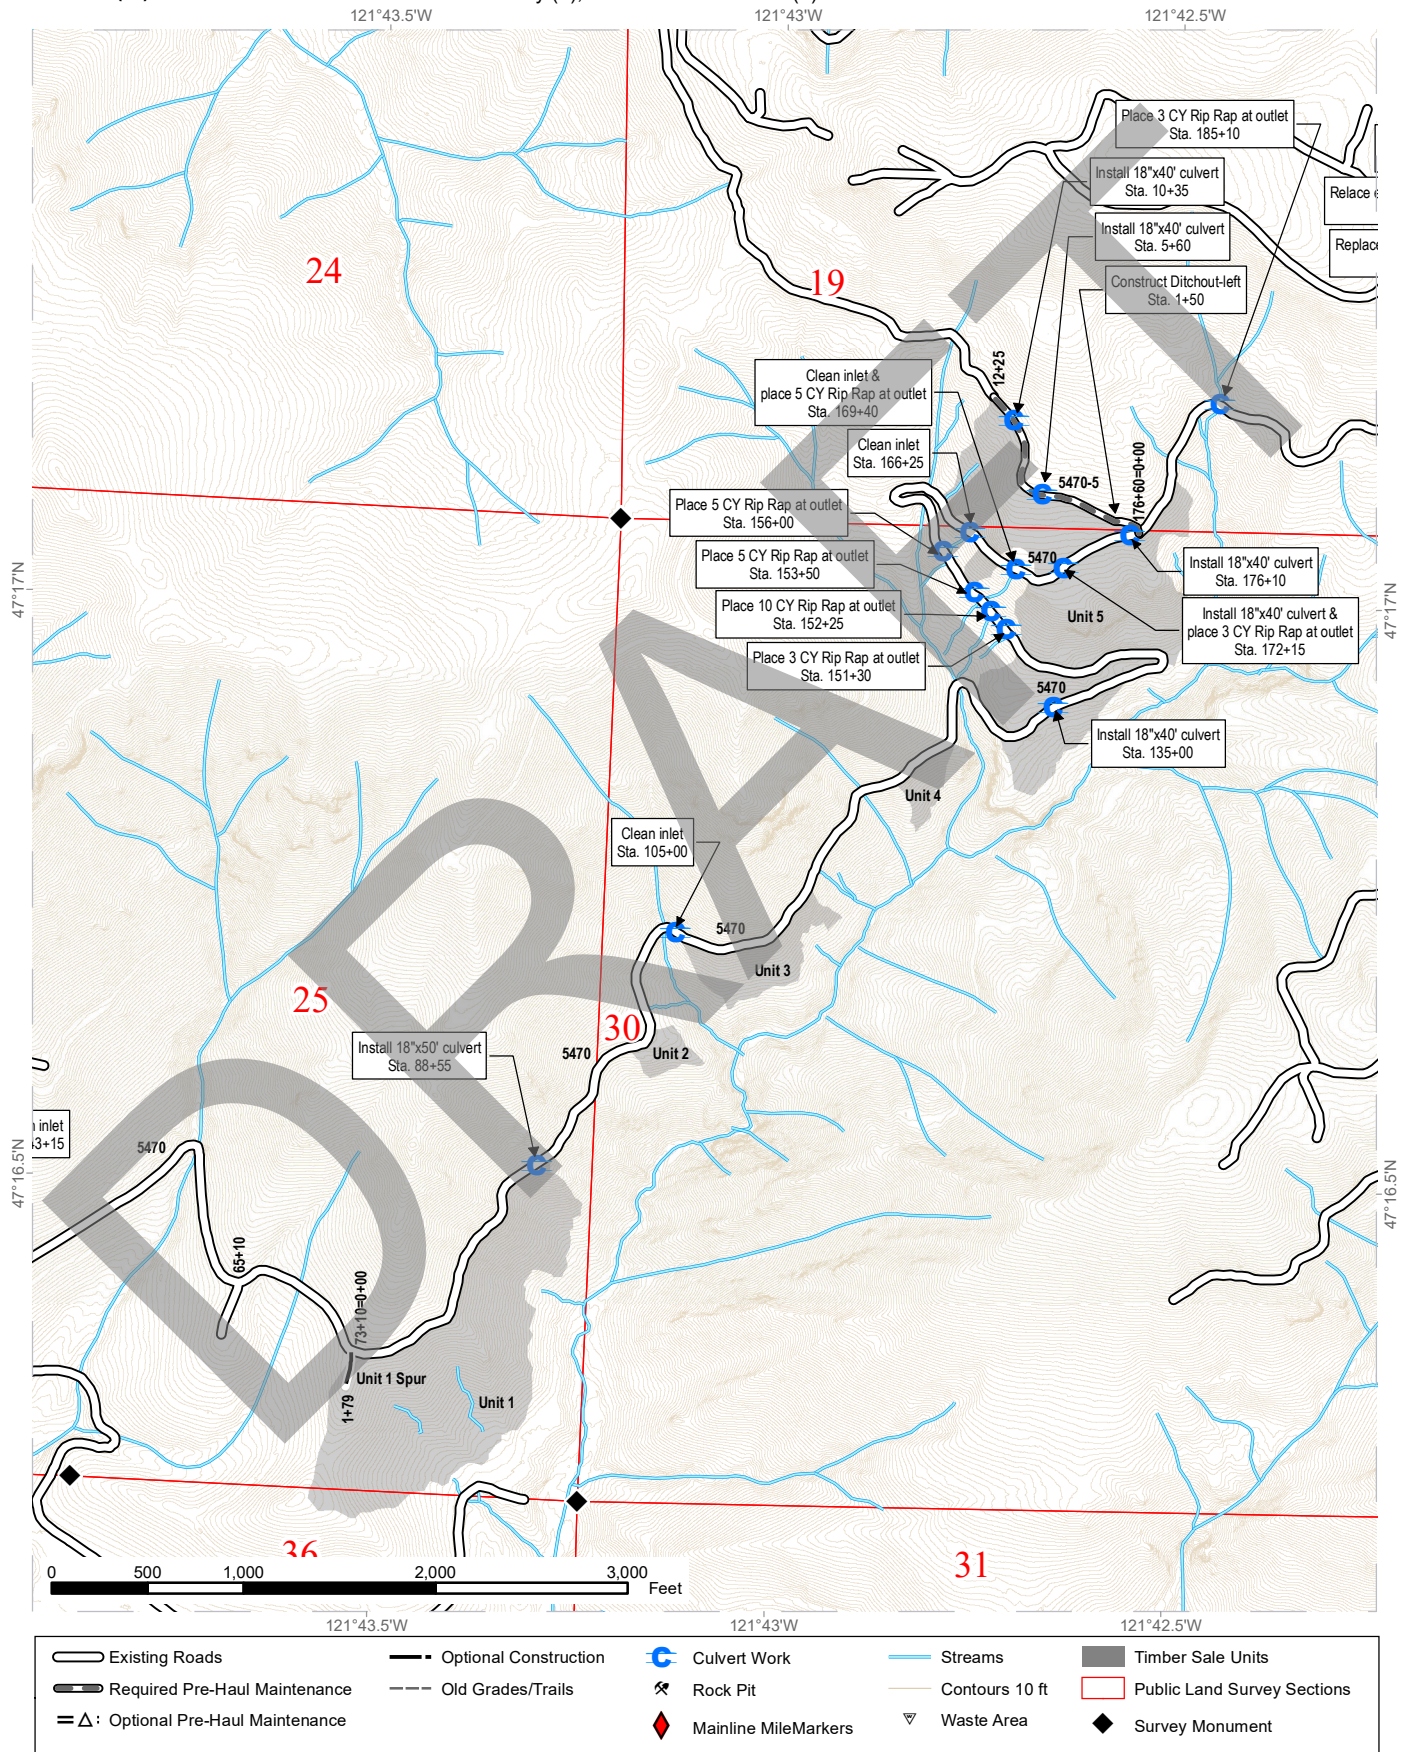 121°43.5'W
121°43'W
121°42.5'W
Place 3 CY Rip Rap at outlet
Sta. 185+10
Install 18"x40' culvert
Sta. 10+35
Relace
Install 18"x40' culvert
Sta. 5+60
Replace
24
19
Construct Ditchout-left
Sta. 1+50
12+25
Clean inlet &
place 5 CY Rip Rap at outlet
Sta. 169+40
Clean inlet
Sta. 166+25
5470-5
176+60=0+00
Place 5 CY Rip Rap at outlet
Sta. 156+00
Place 5 CY Rip Rap at outlet
Sta. 153+50
5470
Install 18"x40' culvert
Sta. 176+10
47°17'N
47°17'N
Place 10 CY Rip Rap at outlet
Sta. 152+25
Unit 5
Install 18"x40' culvert &
place 3 CY Rip Rap at outlet
Sta. 172+15
Place 3 CY Rip Rap at outlet
Sta. 151+30
5470
Install 18"x40' culvert
Sta. 135+00
Unit 4
Clean inlet
Sta. 105+00
5470
Unit 3
25
30
Install 18"x50' culvert
Sta. 88+55
5470
Unit 2
inlet
43+15
5470
47°16.5'N
47°16.5'N
65+10
73+10=0+00
Unit 1 Spur
1+79
Unit 1
DRAFT
36
31
0 500 1,000 2,000 3,000
Feet
121°43.5'W
121°43'W
121°42.5'W
Existing Roads
Optional Construction
C Culvert Work
Streams
Timber Sale Units
Required Pre-Haul Maintenance
Old Grades/Trails
Rock Pit
Contours 10 ft
Public Land Survey Sections
Optional Pre-Haul Maintenance
Mainline MileMarkers
Waste Area
Survey Monument